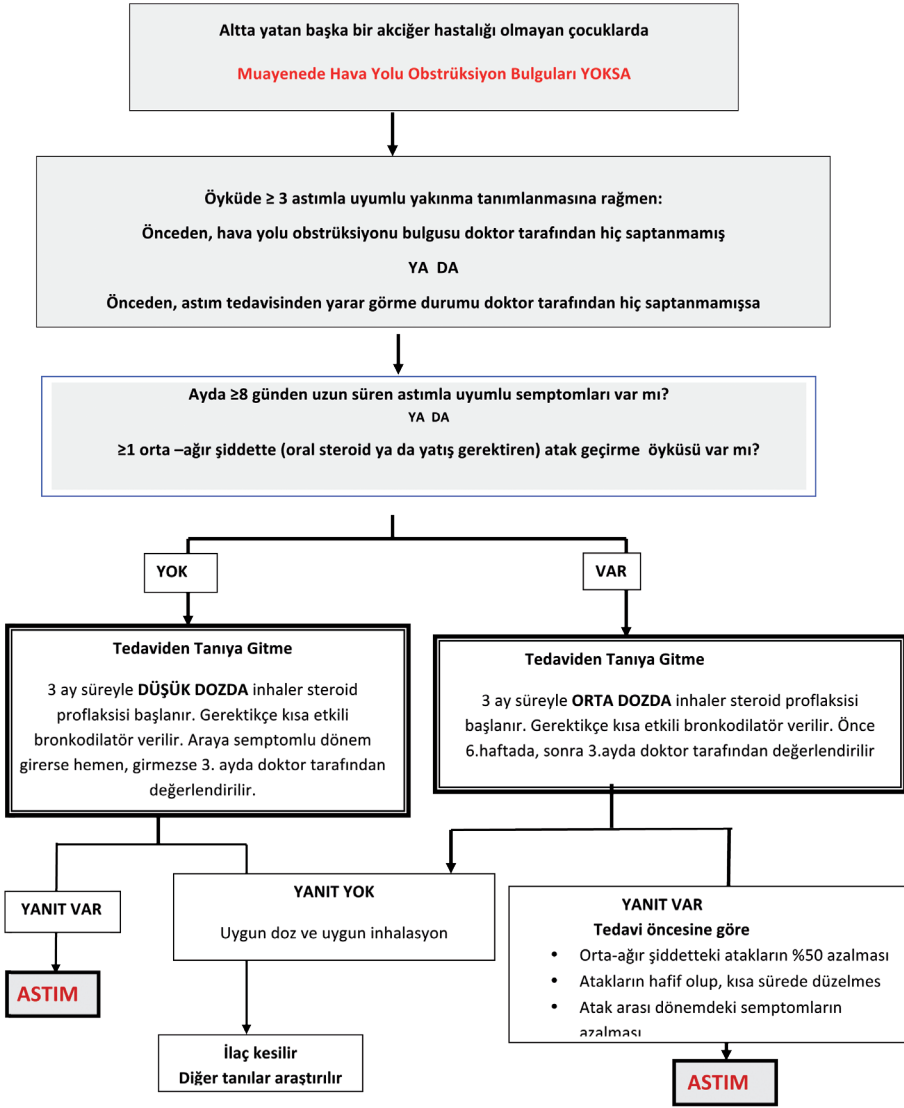 Altta yatan başka bir akciğer hastalığı olmayan çocuklarda
Muayenede Hava Yolu Obstrüksiyon Bulguları YOKSA
Öyküde ≥ 3 astımla uyumlu yakınma tanımlanmasına rağmen:
Önceden, hava yolu obstrüksiyonu bulgusu doktor tarafından hiç saptanmamış
YA DA
Önceden, astım tedavisinden yarar görme durumu doktor tarafından hiç saptanmamışsa
Ayda ≥8 günden uzun süren astımla uyumlu semptomları var mı?
YA DA
≥1 orta –ağır şiddette (oral steroid ya da yatış gerektiren) atak geçirme öyküsü var mı?
YOK
VAR
Tedaviden Tanıya Gitme
3 ay süreyle DÜŞÜK DOZDA inhaler steroid
proflaksisi başlanır. Gerektikçe kısa etkili
bronkodilatör verilir. Araya semptomlu dönem
girerse hemen, girmezse 3. ayda doktor tarafından
değerlendirilir.
Tedaviden Tanıya Gitme
3 ay süreyle ORTA DOZDA inhaler steroid proflaksisi
başlanır. Gerektikçe kısa etkili bronkodilatör verilir. Önce
6.haftada, sonra 3.ayda doktor tarafından değerlendirilir
YANIT VAR
ASTIM
YANIT YOK
Uygun doz ve uygun inhalasyon
İlaç kesilir
Diğer tanılar araştırılır
YANIT VAR
Tedavi öncesine göre
• Orta-ağır şiddetteki atakların %50 azalması
• Atakların hafif olup, kısa sürede düzelmes
• Atak arası dönemdeki semptomların
azalması
ASTIM